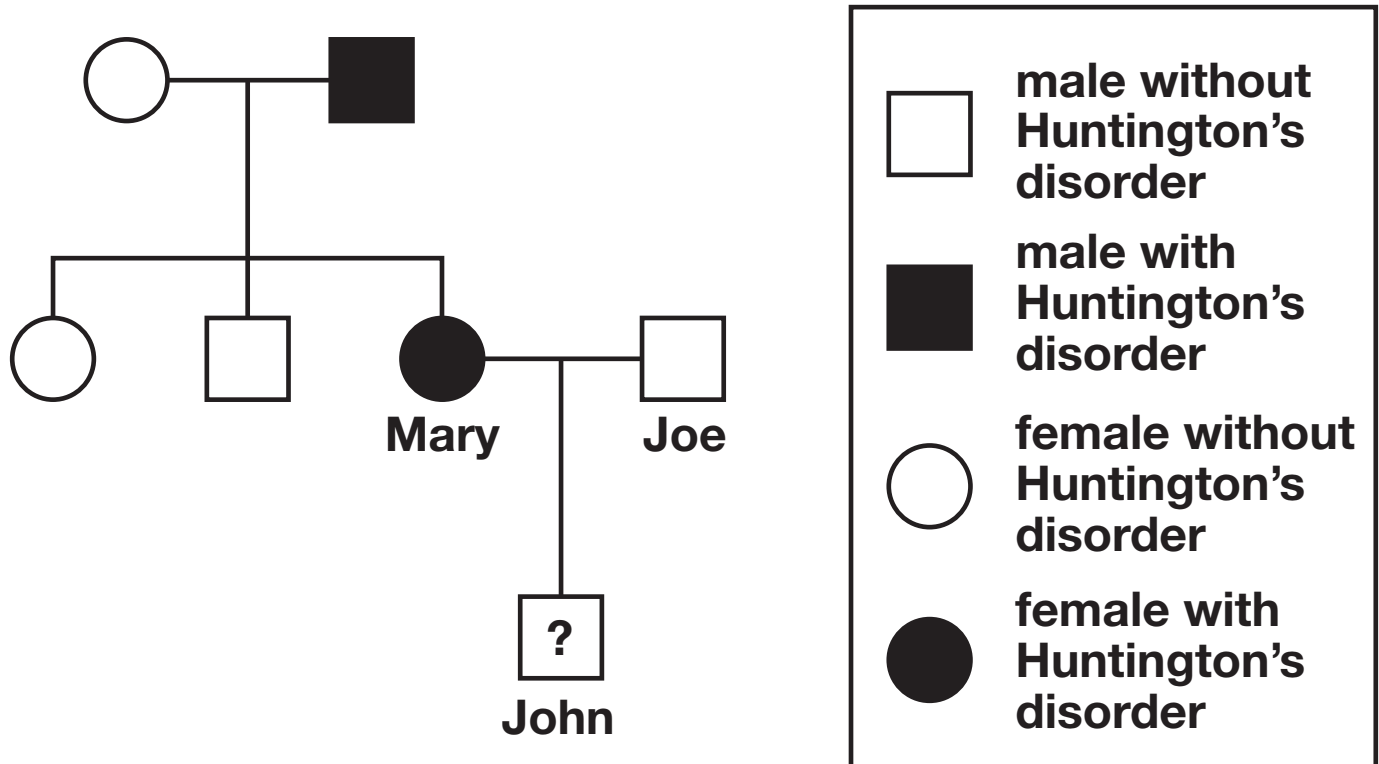 Mary
Joe
?
John
male without
Huntington’s
disorder
male with
Huntington’s
disorder
female without
Huntington’s
disorder
female with
Huntington’s
disorder